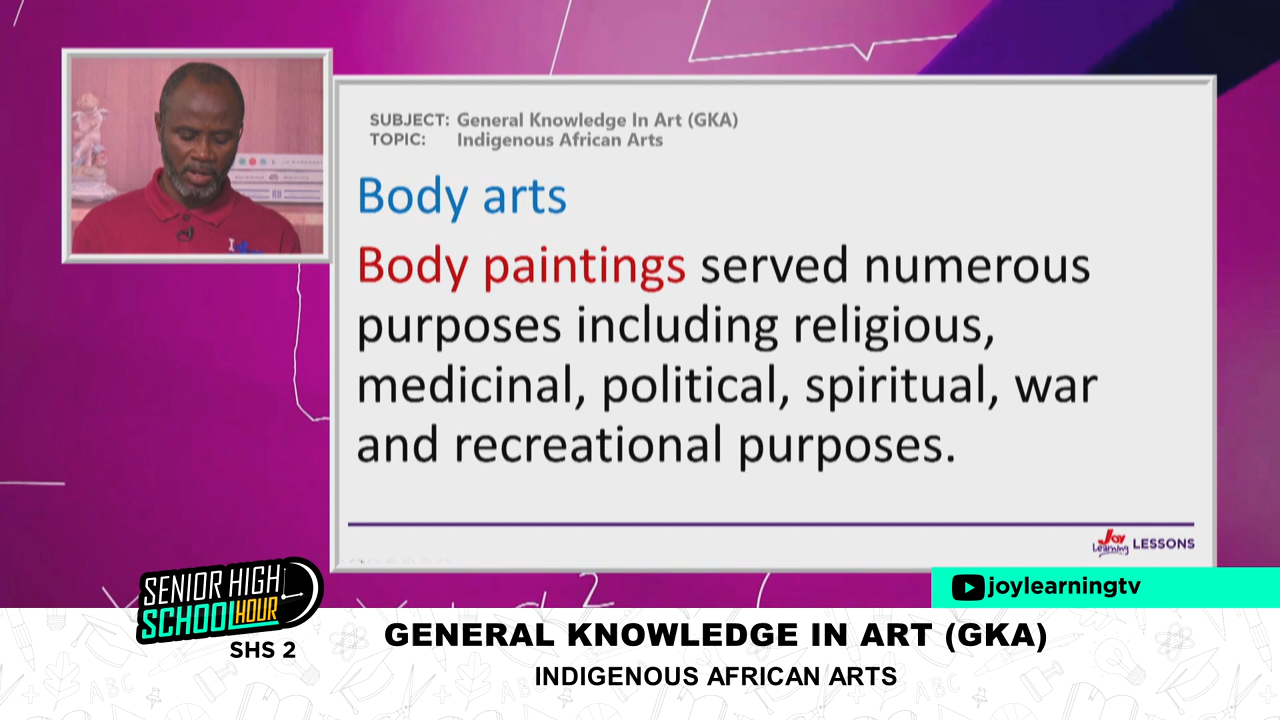 SUBJECT: General Knowledge In Art (GKA)
TOPIC: Indigenous African Arts
Body arts
Body paintings served numerous
purposes including religious,
medicinal, political, spiritual, war
and recreational purposes.
Joy Learning LESSONS
joylearningtv
SENIOR HIGH
SCHOOL HOUR
SHS 2
GENERAL KNOWLEDGE IN ART (GKA)
INDIGENOUS AFRICAN ARTS